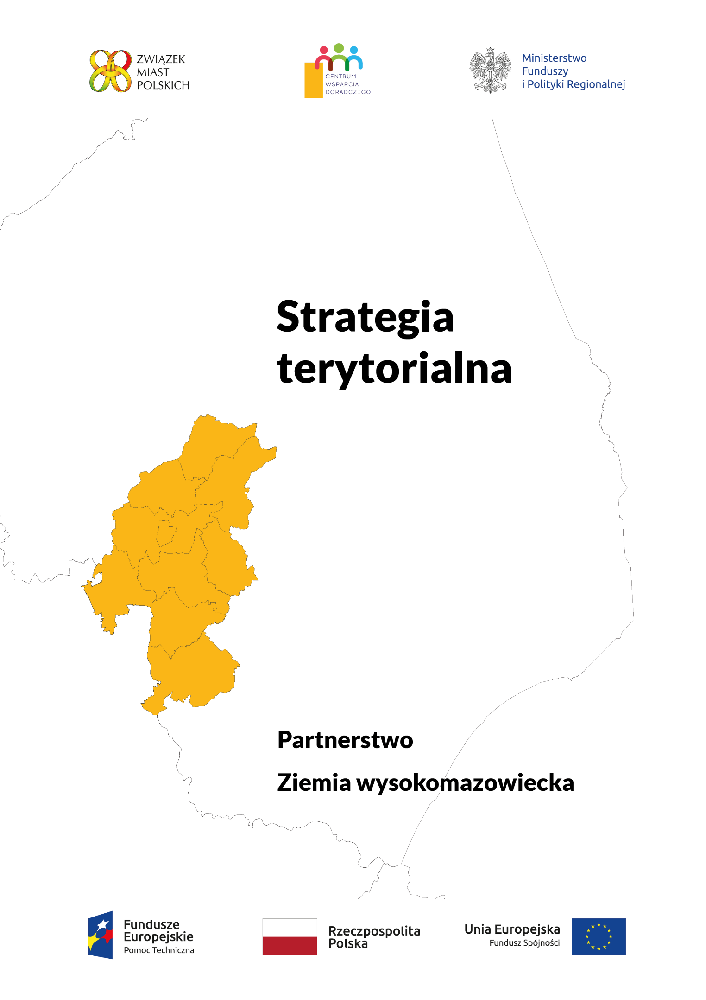 ZWIĄZEK
MIAST
POLSKICH
CENTRUM
WSPARCIA
DORADCZEGO
Ministerstwo
Funduszy
i Polityki Regionalnej
Strategia
terytorialna
Partnerstwo
Ziemia wysokomazowiecka
Fundusze
Europejskie
Pomoc Techniczna
Rzeczpospolita
Polska
Unia Europejska
Fundusz Spójności